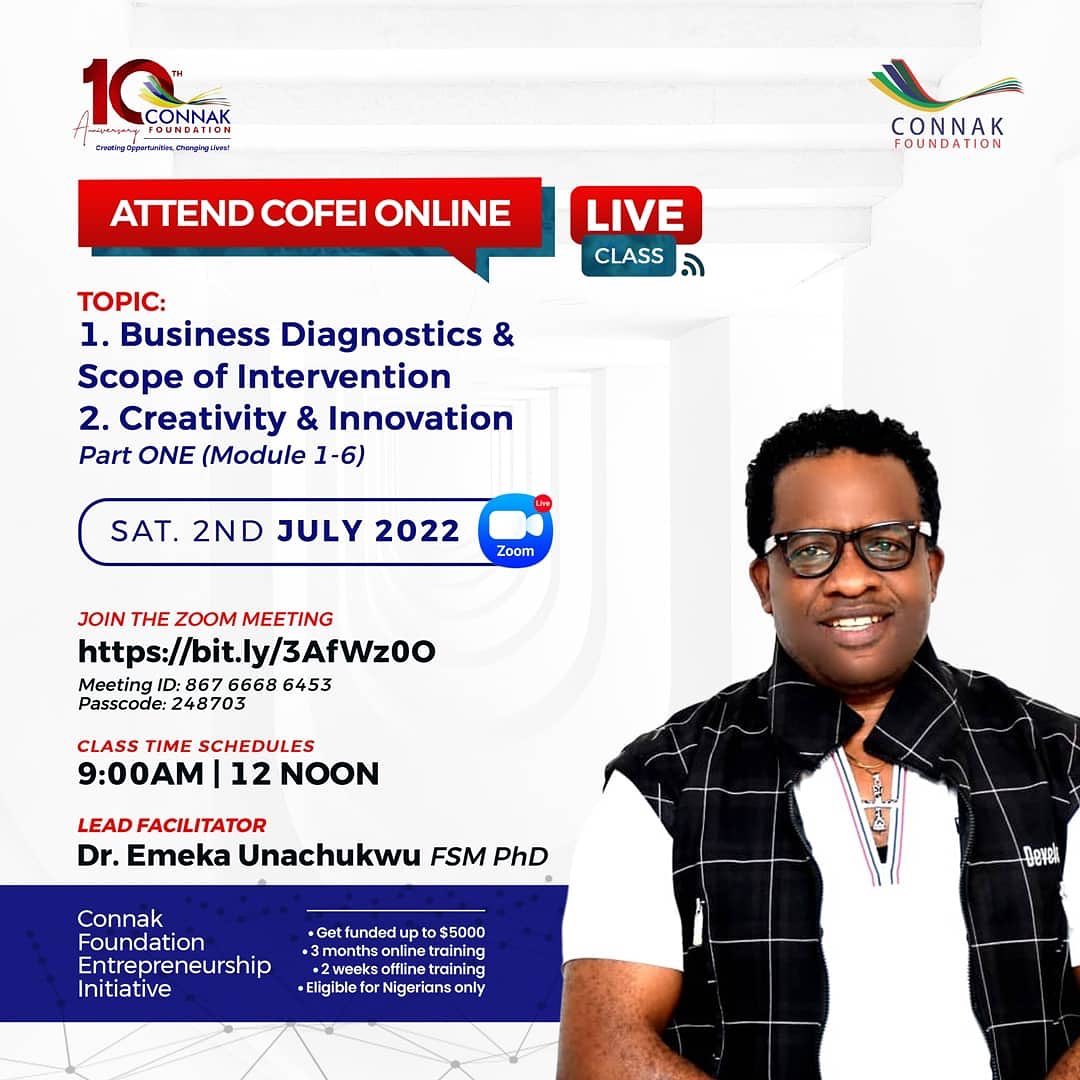 10TH
Anniversary
CONNAK
FOUNDATION
Creating Opportunities, Changing Lives!
CONNAK
FOUNDATION
ATTEND COFEI ONLINE
LIVE
CLASS
TOPIC:
1. Business Diagnostics &
Scope of Intervention
2. Creativity & Innovation
Part ONE (Module 1-6)
SAT. 2ND JULY 2022
Live
Zoom
JOIN THE ZOOM MEETING
https://bit.ly/3AfWz0O
Meeting ID: 867 6668 6453
Passcode: 248703
CLASS TIME SCHEDULES
9:00AM | 12 NOON
LEAD FACILITATOR
Dr. Emeka Unachukwu FSM PhD
Develo
Connak
Foundation
Entrepreneurship
Initiative
• Get funded up to $5000
• 3 months online training
• 2 weeks offline training
• Eligible for Nigerians only